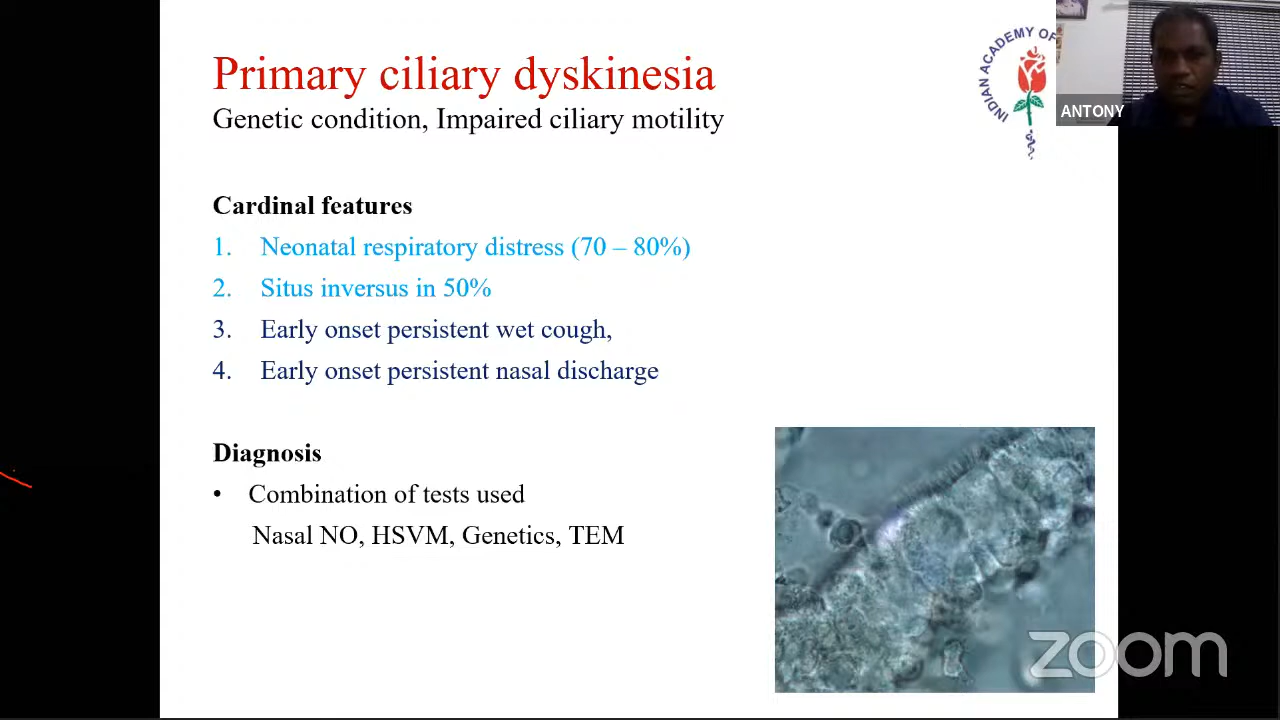 Primary ciliary dyskinesia
Genetic condition, Impaired ciliary motility
INDIAN ACADEMY OF
ANTONY
Cardinal features
1. Neonatal respiratory distress (70 – 80%)
2. Situs inversus in 50%
3. Early onset persistent wet cough,
4. Early onset persistent nasal discharge
Diagnosis
• Combination of tests used
Nasal NO, HSVM, Genetics, TEM
zoom